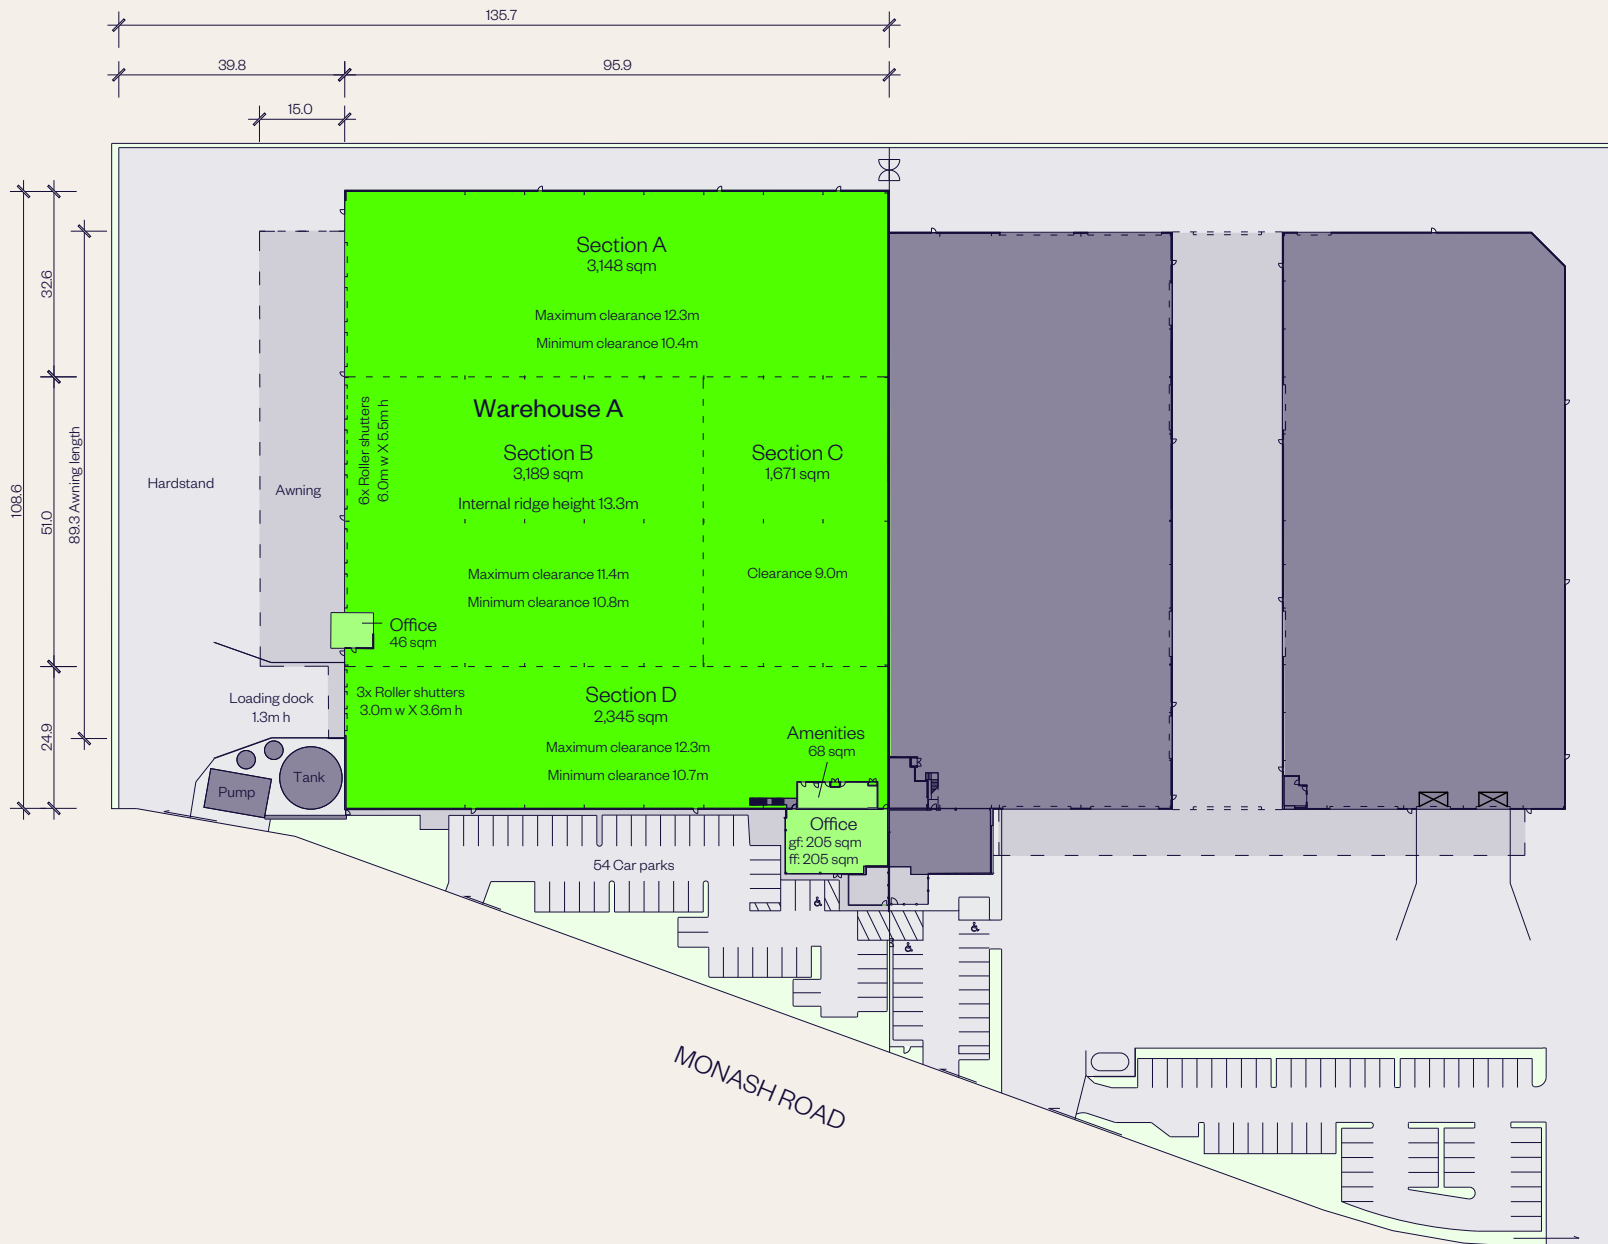 135.7
39.8
95.9
15.0
108.6
32.6
51.0
24.9
89.3 Awning length
Hardstand
Awning
Section A
3,148 sqm
Maximum clearance 12.3m
Minimum clearance 10.4m
6x Roller shutters
6.0m w X 5.5m h
Warehouse A
Section B
3,189 sqm
Internal ridge height 13.3m
Maximum clearance 11.4m
Minimum clearance 10.8m
Section C
1,671 sqm
Clearance 9.0m
Office
46 sqm
Loading dock
1.3m h
3x Roller shutters
3.0m w X 3.6m h
Section D
2,345 sqm
Maximum clearance 12.3m
Minimum clearance 10.7m
Amenities
68 sqm
Tank
Pump
Office
gf: 205 sqm
ff: 205 sqm
54 Car parks
MONASH ROAD